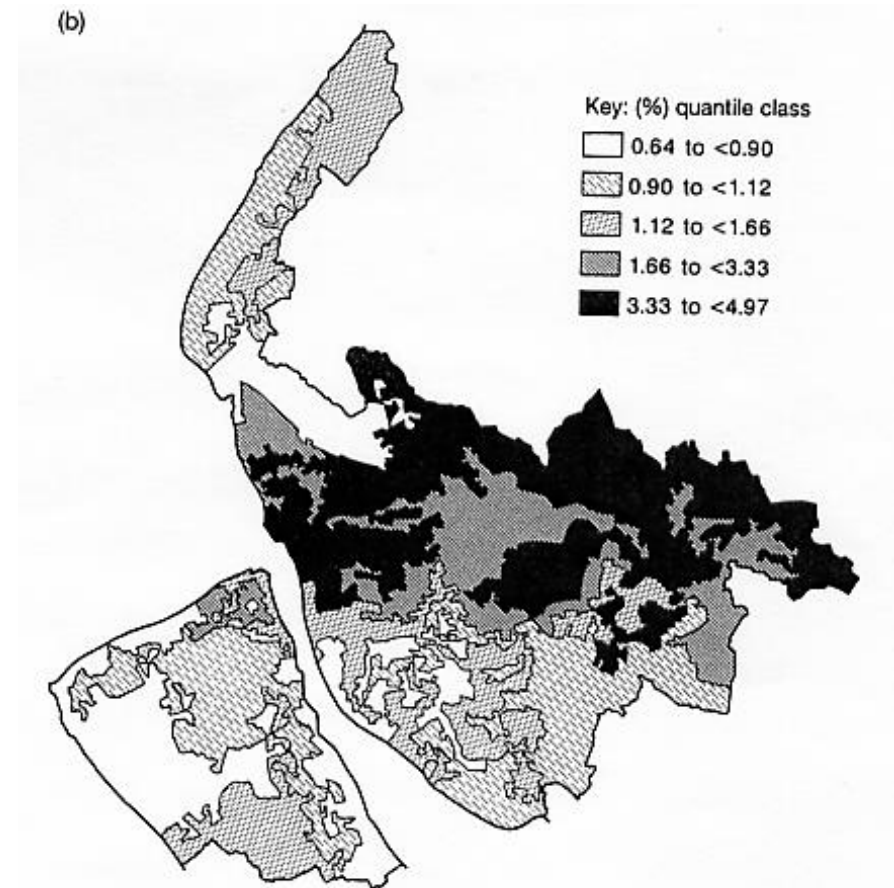 (b)
Key: (%) quantile class
0.64 to <0.90
0.90 to <1.12
1.12 to <1.66
1.66 to <3.33
3.33 to <4.97